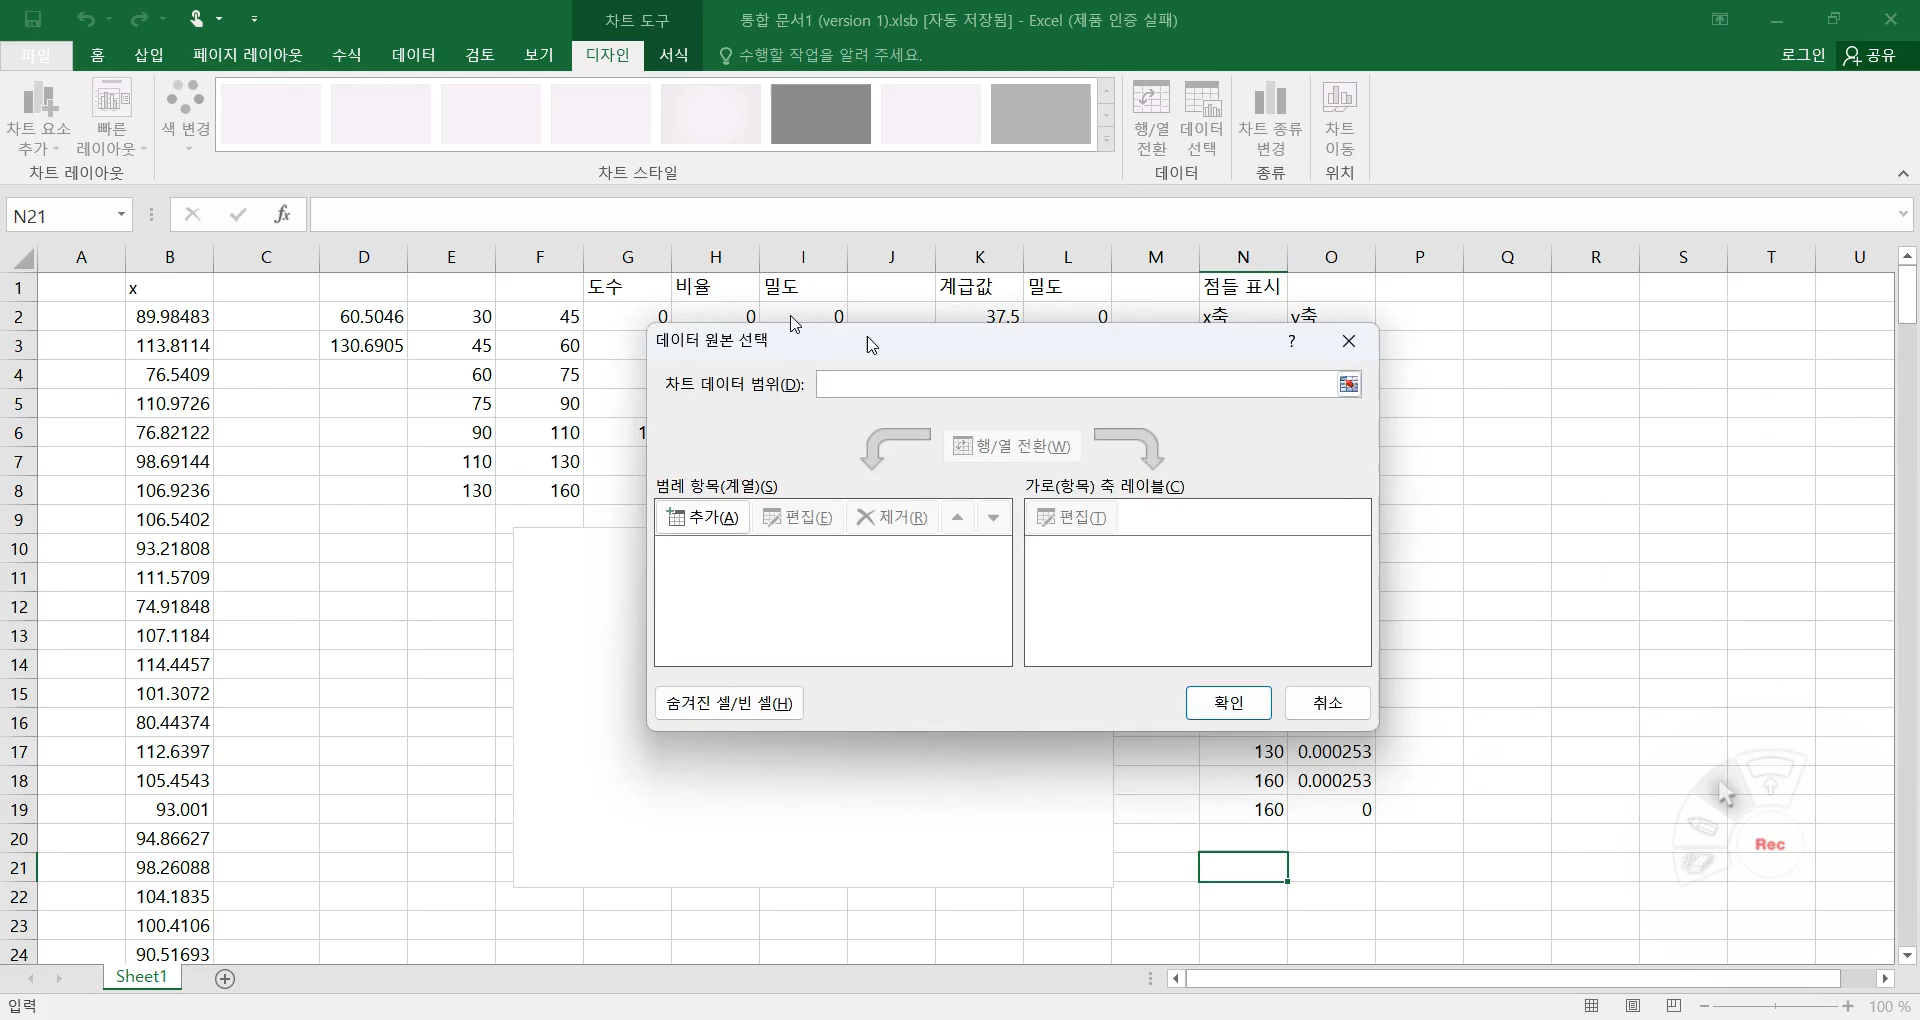 차트 도구
통합 문서1 (version 1).xlsb [자동 저장됨] - Excel (제품 인증 실패)
파일 홈 삽입 페이지 레이아웃 수식 데이터 검토 보기 디자인 서식 수행할 작업을 알려 주세요. 로그인 공유
차트 요소 추가
빠른 레이아웃
색 변경
행/열 전환
데이터 선택
차트 종류 변경
차트 이동
차트 레이아웃 차트 스타일 데이터 종류 위치
N21 fx
A B C D E F G H I J K L M N O P Q R S T U
1 x 도수 비율 밀도 계급값 밀도 점들 표시
2 89.98483 60.5046 30 45 0 0 0 37.5 0 x축 y축
3 113.8114 130.6905 45 60
4 76.5409 60 75
5 110.9726 75 90
6 76.82122 90 110 1
7 98.69144 110 130
8 106.9236 130 160
9 106.5402
10 93.21808
11 111.5709
12 74.91848
13 107.1184
14 114.4457
15 101.3072
16 80.44374
17 112.6397 130 0.000253
18 105.4543 160 0.000253
19 93.001 160 0
20 94.86627
21 98.26088
22 104.1835
23 100.4106
24 90.51693
데이터 원본 선택 ?
차트 데이터 범위(D):
행/열 전환(W)
범례 항목(계열)(S) 가로(항목) 축 레이블(C)
추가(A) 편집(E) 제거(R) 편집(T)
숨겨진 셀/빈 셀(H) 확인 취소
Rec
Sheet1
입력 100 %